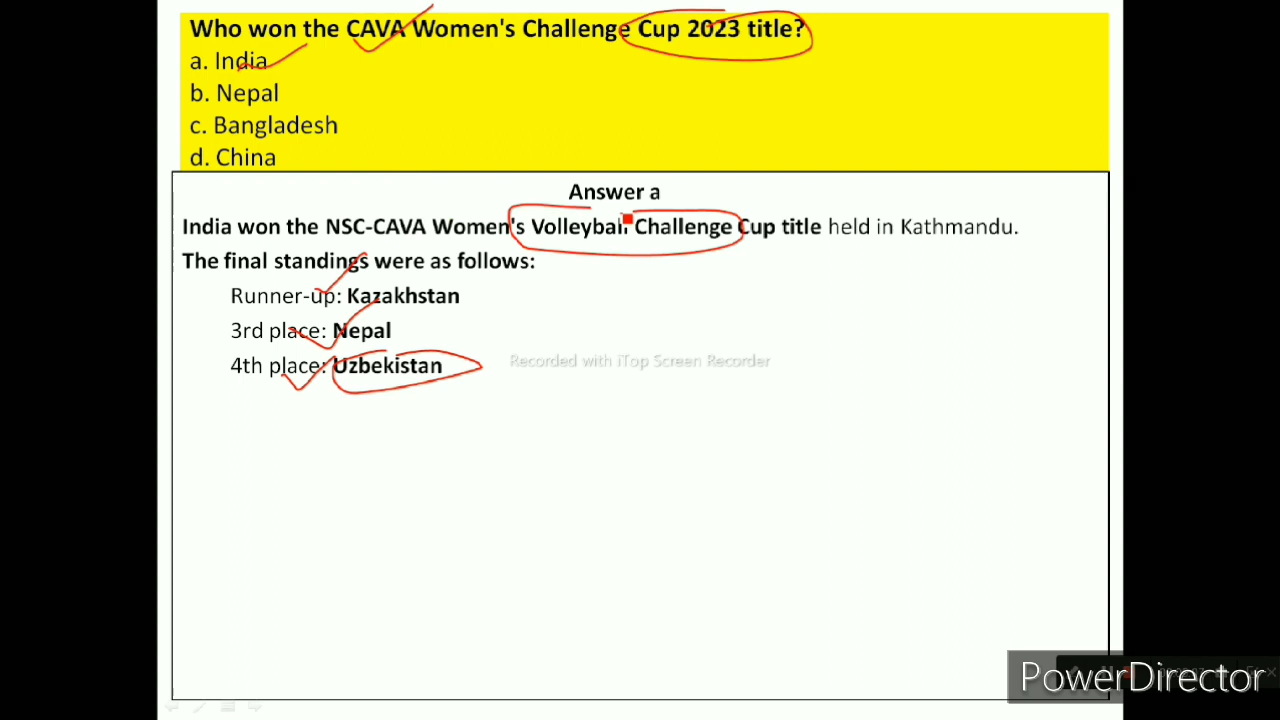 Who won the CAVA Women's Challenge Cup 2023 title?
a. India
b. Nepal
c. Bangladesh
d. China
Answer a
India won the NSC-CAVA Women's Volleyball Challenge Cup title held in Kathmandu.
The final standings were as follows:
Runner-up: Kazakhstan
3rd place: Nepal
4th place: Uzbekistan
Recorded with iTop Screen Recorder
PowerDirector